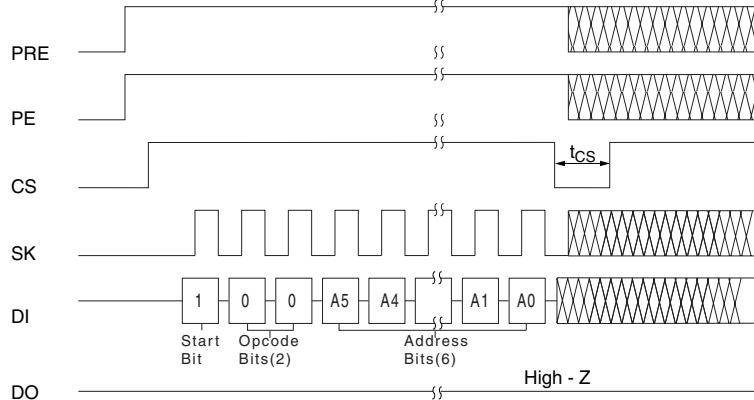 PRE
PE
CS
tCS
SK
DI
1 0 0 A5 A4 A1 A0
Start Opcode Address
Bit Bits(2) Bits(6)
High - Z
DO